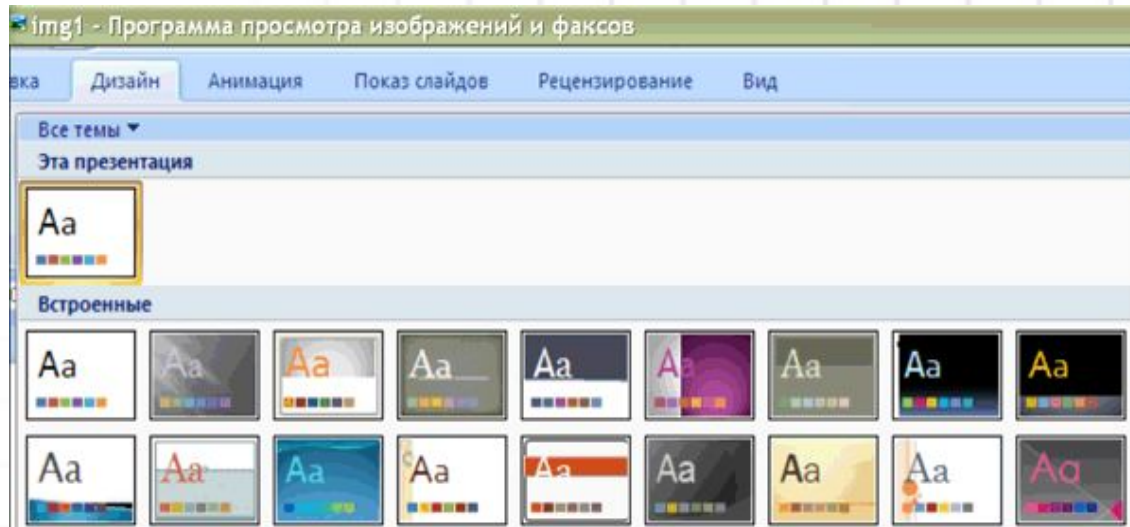 img1 - Программа просмотра изображений и факсов
вка Дизайн Анимация Показ слайдов Рецензирование Вид
Все темы
Эта презентация
Aa
Встроенные
Aa Aa Aa Aa Aa Aa Aa Aa Aa
Aa Aa Aa Aa Aa Aa Aa Aa Aa